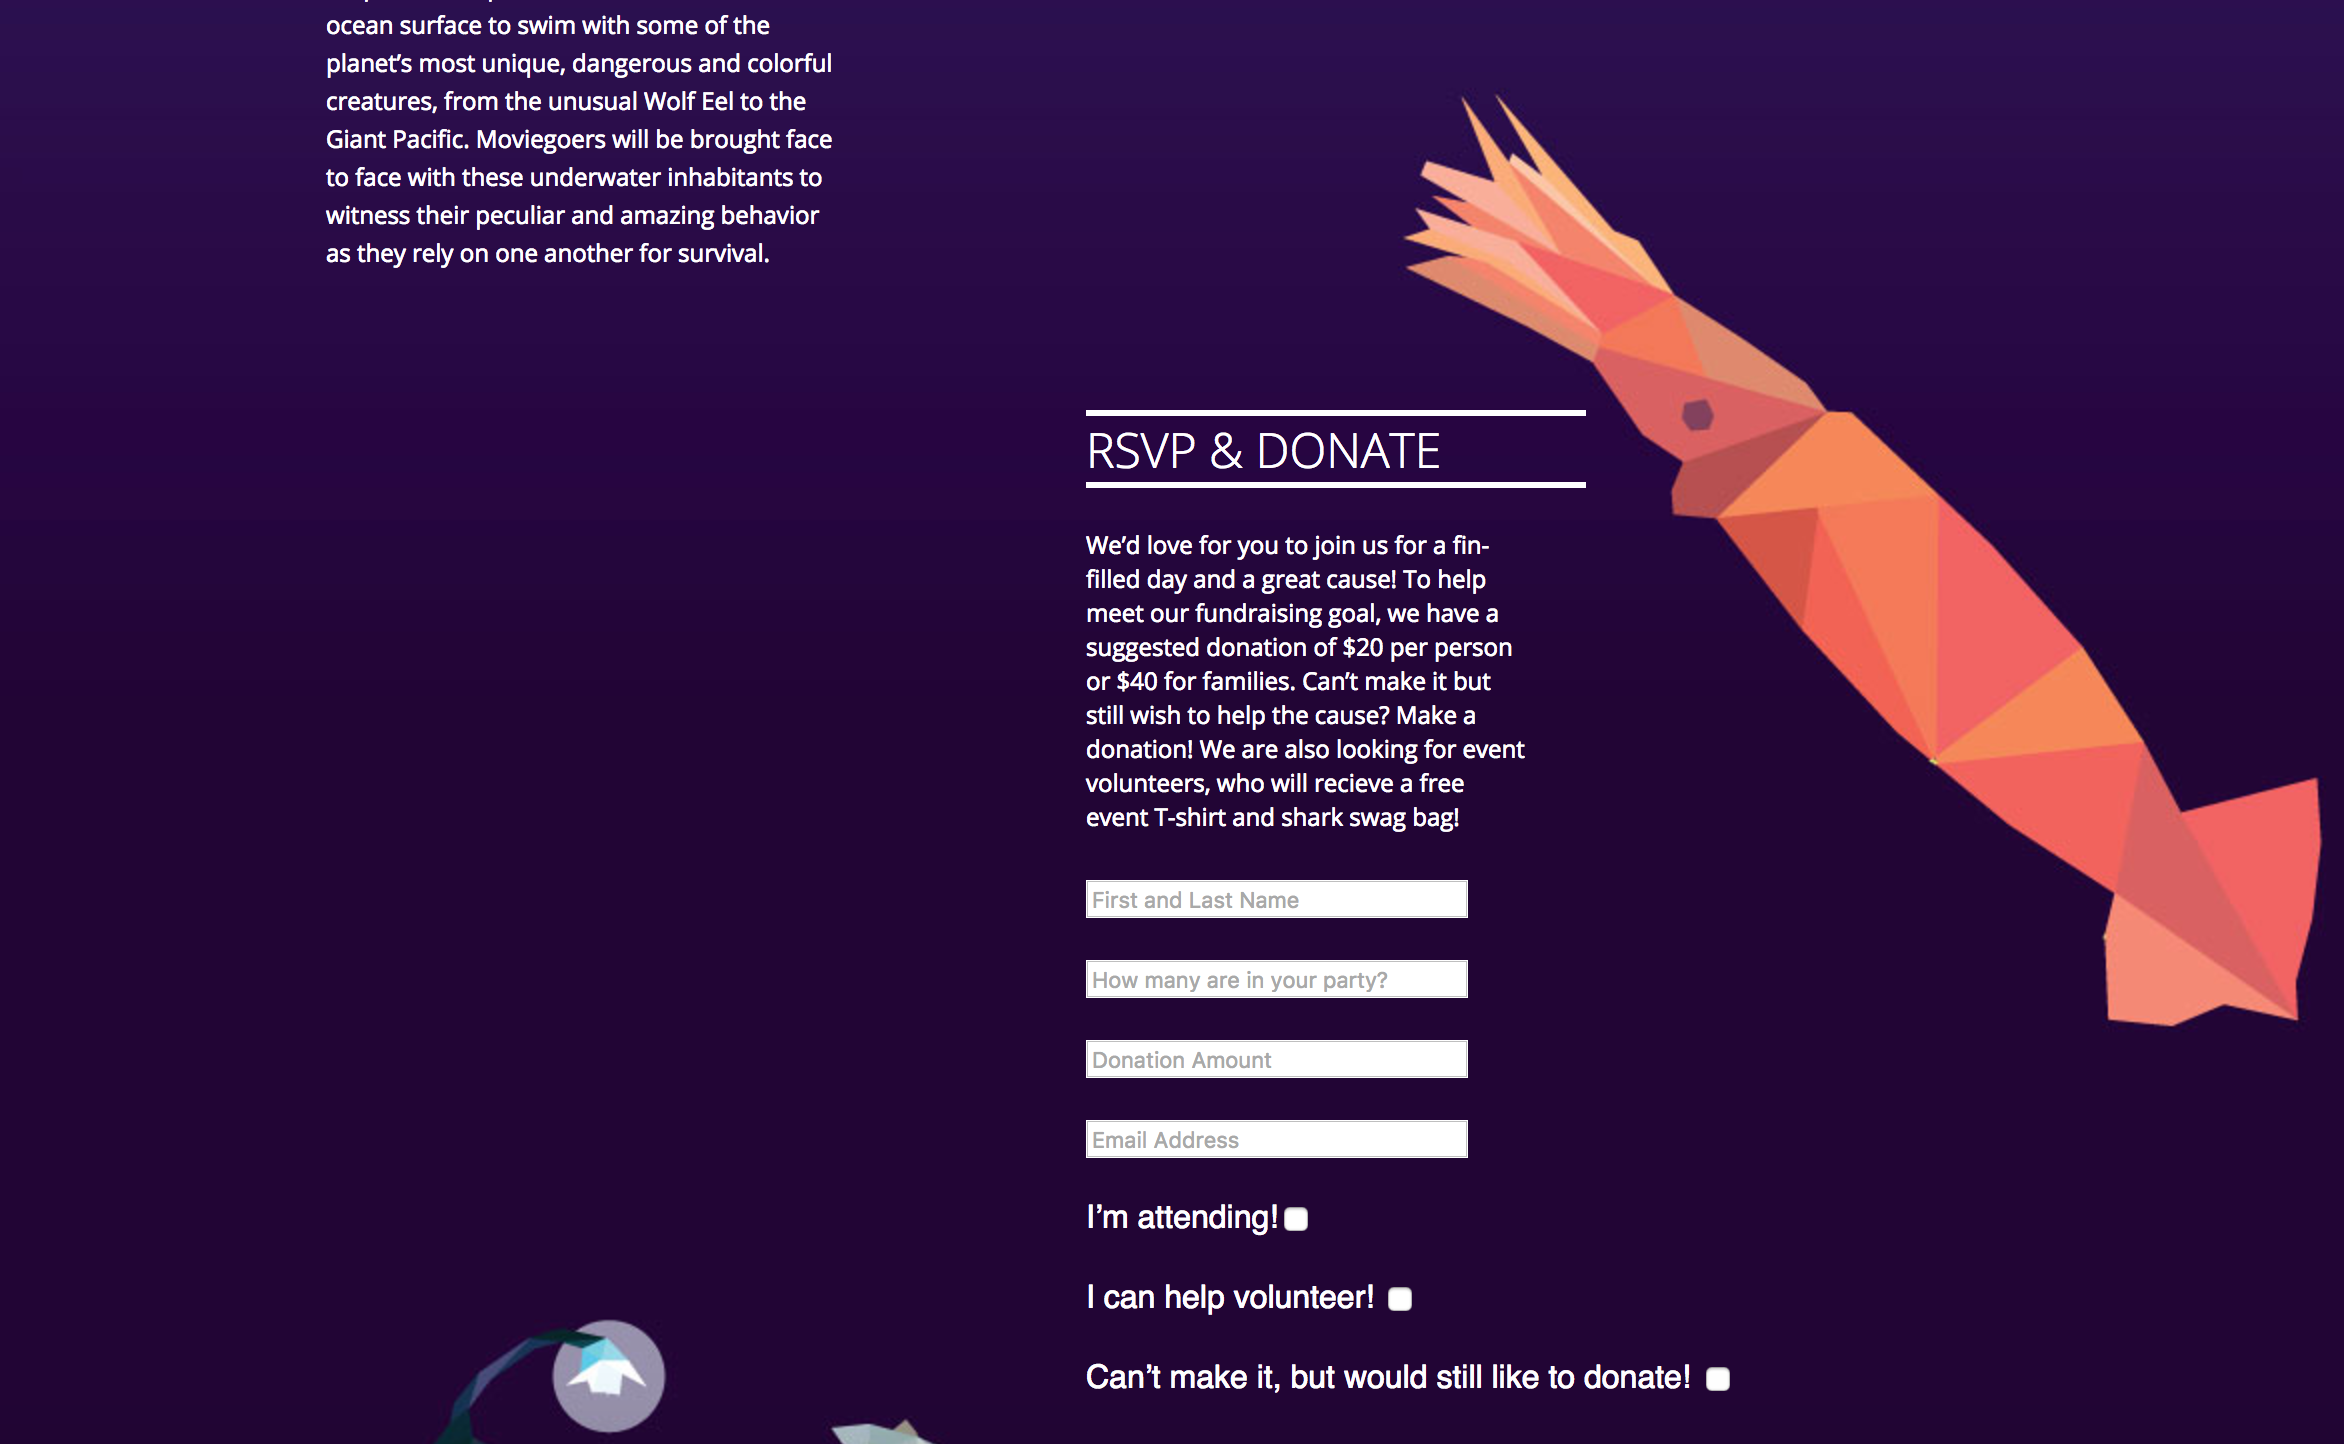 ocean surface to swim with some of the
planet’s most unique, dangerous and colorful
creatures, from the unusual Wolf Eel to the
Giant Pacific. Moviegoers will be brought face
to face with these underwater inhabitants to
witness their peculiar and amazing behavior
as they rely on one another for survival.
RSVP & DONATE
We’d love for you to join us for a fin-
filled day and a great cause! To help
meet our fundraising goal, we have a
suggested donation of $20 per person
or $40 for families. Can’t make it but
still wish to help the cause? Make a
donation! We are also looking for event
volunteers, who will recieve a free
event T-shirt and shark swag bag!
First and Last Name
How many are in your party?
Donation Amount
Email Address
I’m attending!
I can help volunteer!
Can’t make it, but would still like to donate!